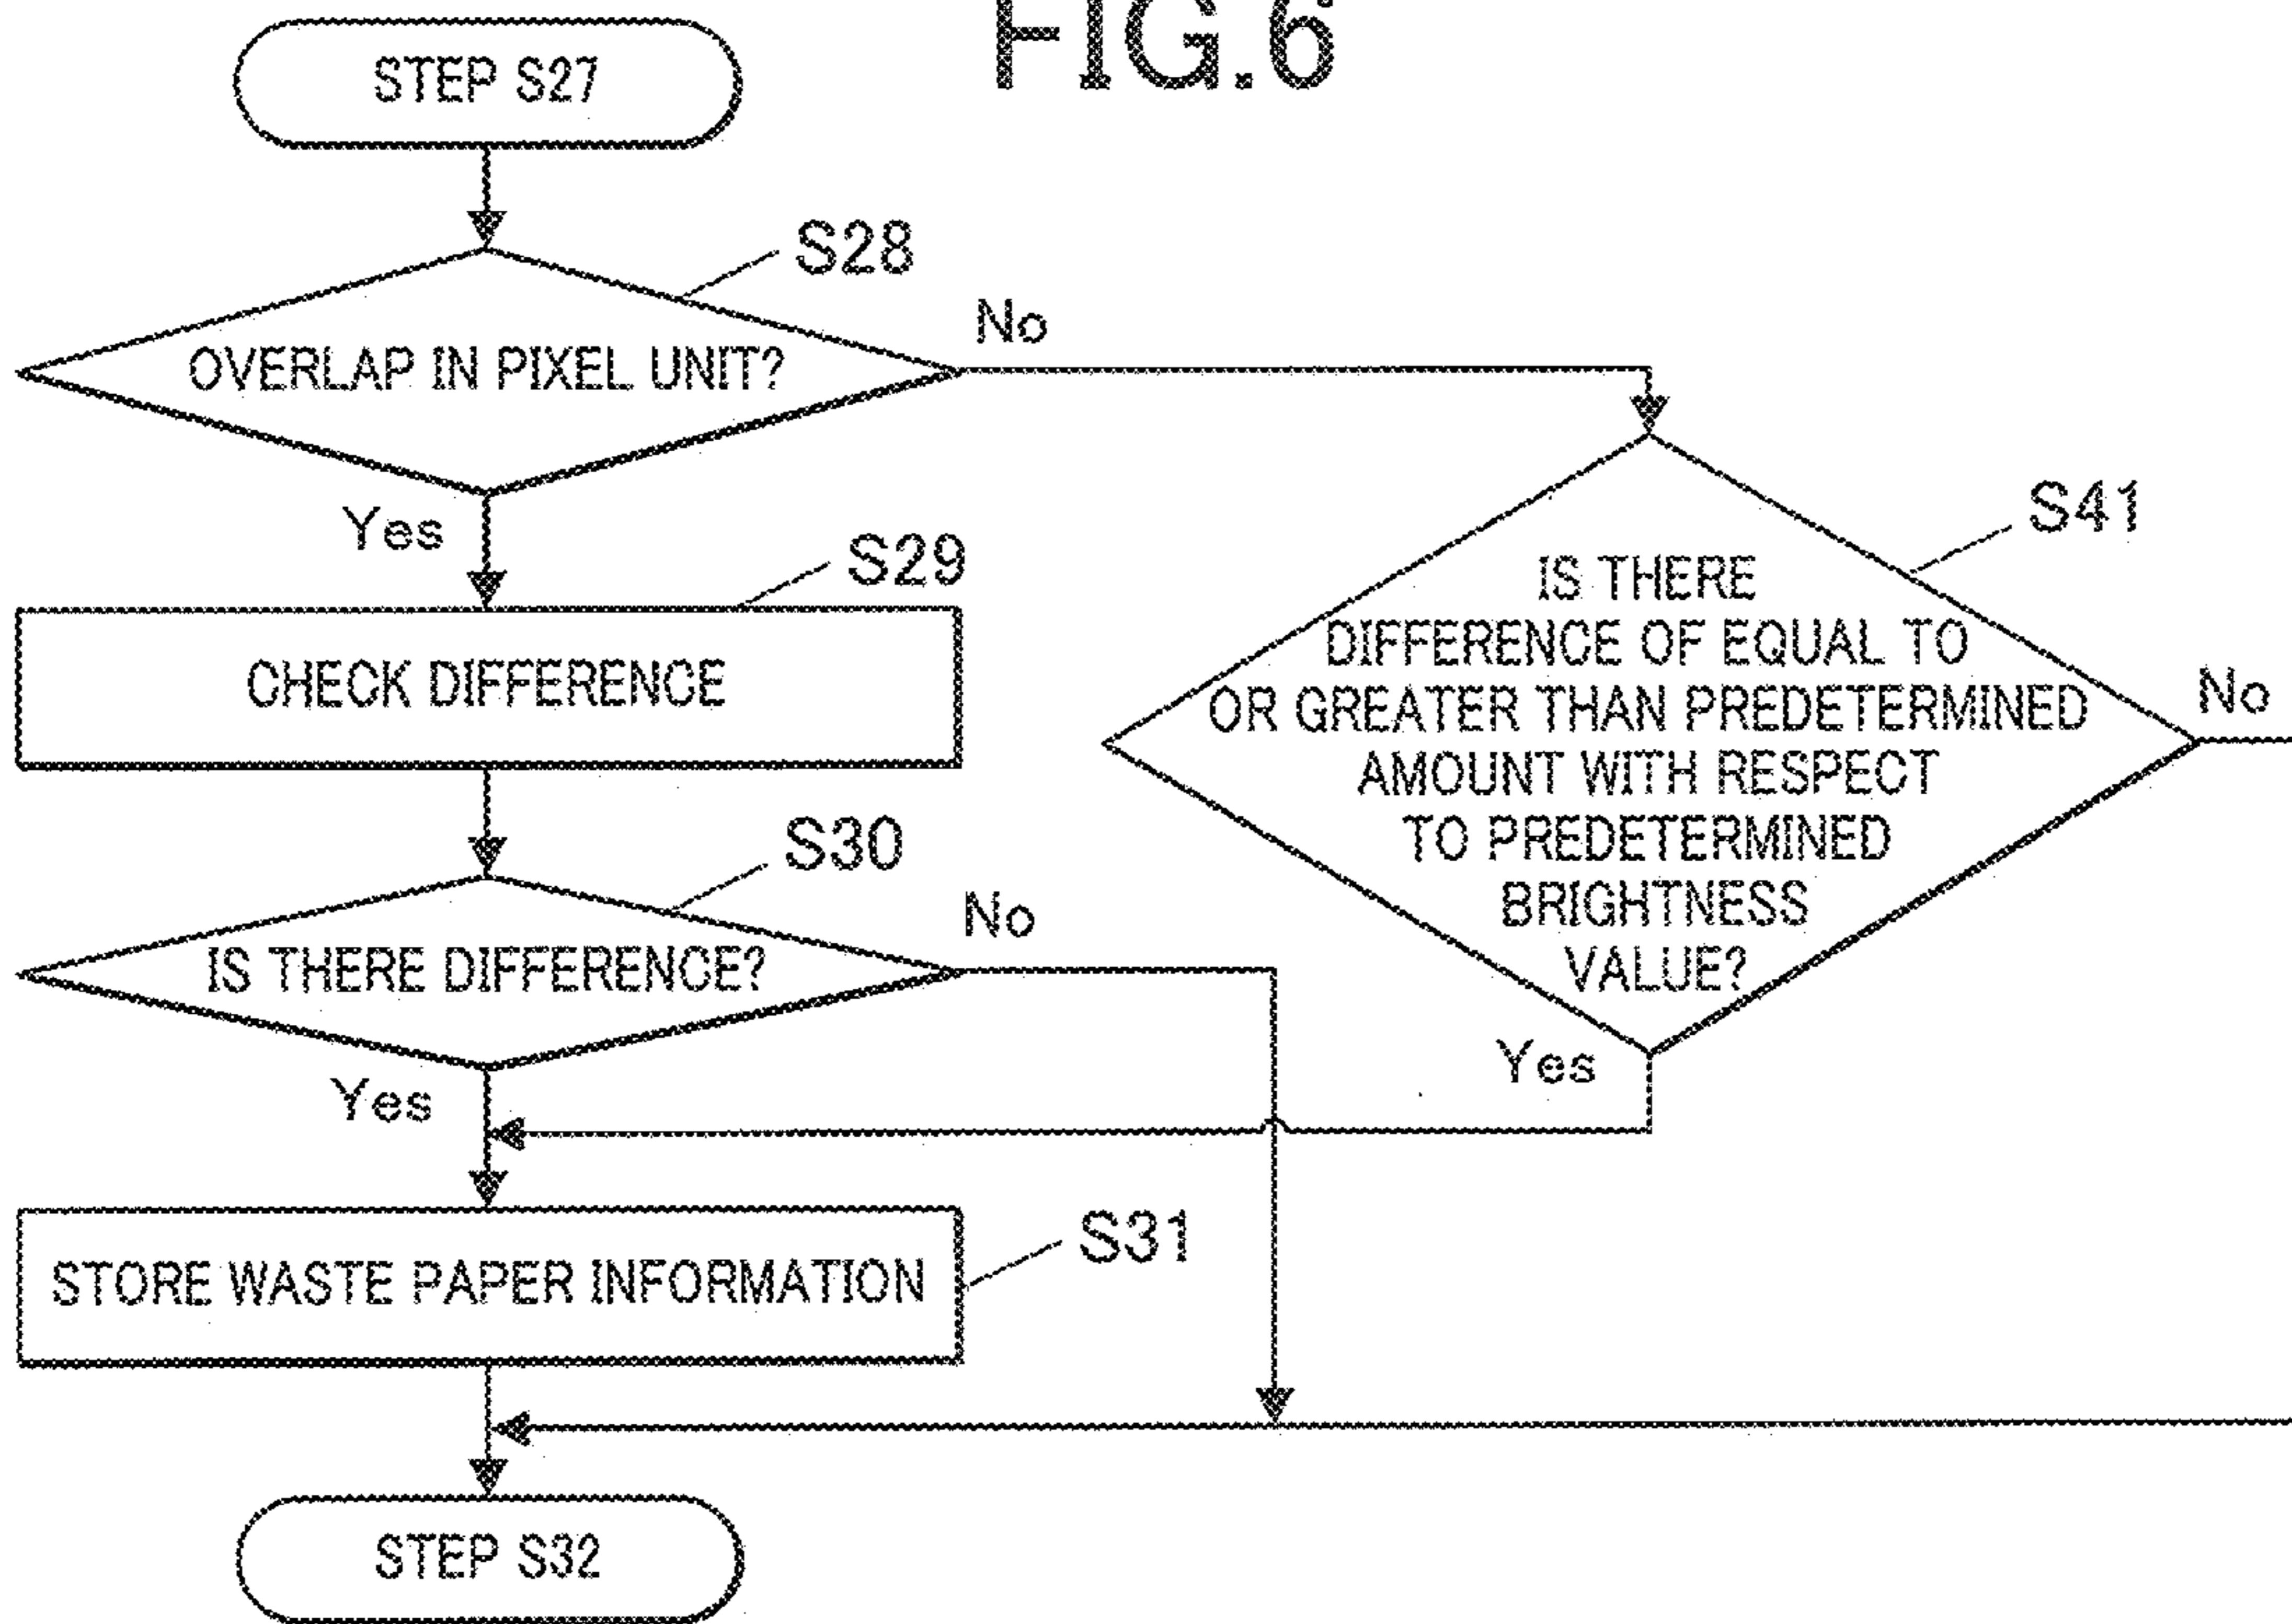 FIG.6
STEP S27
S28
OVERLAP IN PIXEL UNIT?
No
Yes
S29
CHECK DIFFERENCE
S41
IS THERE
DIFFERENCE OF EQUAL TO
OR GREATER THAN PREDETERMINED
AMOUNT WITH RESPECT
TO PREDETERMINED
BRIGHTNESS
VALUE?
No
Yes
S30
IS THERE DIFFERENCE?
No
Yes
S31
STORE WASTE PAPER INFORMATION
STEP S32